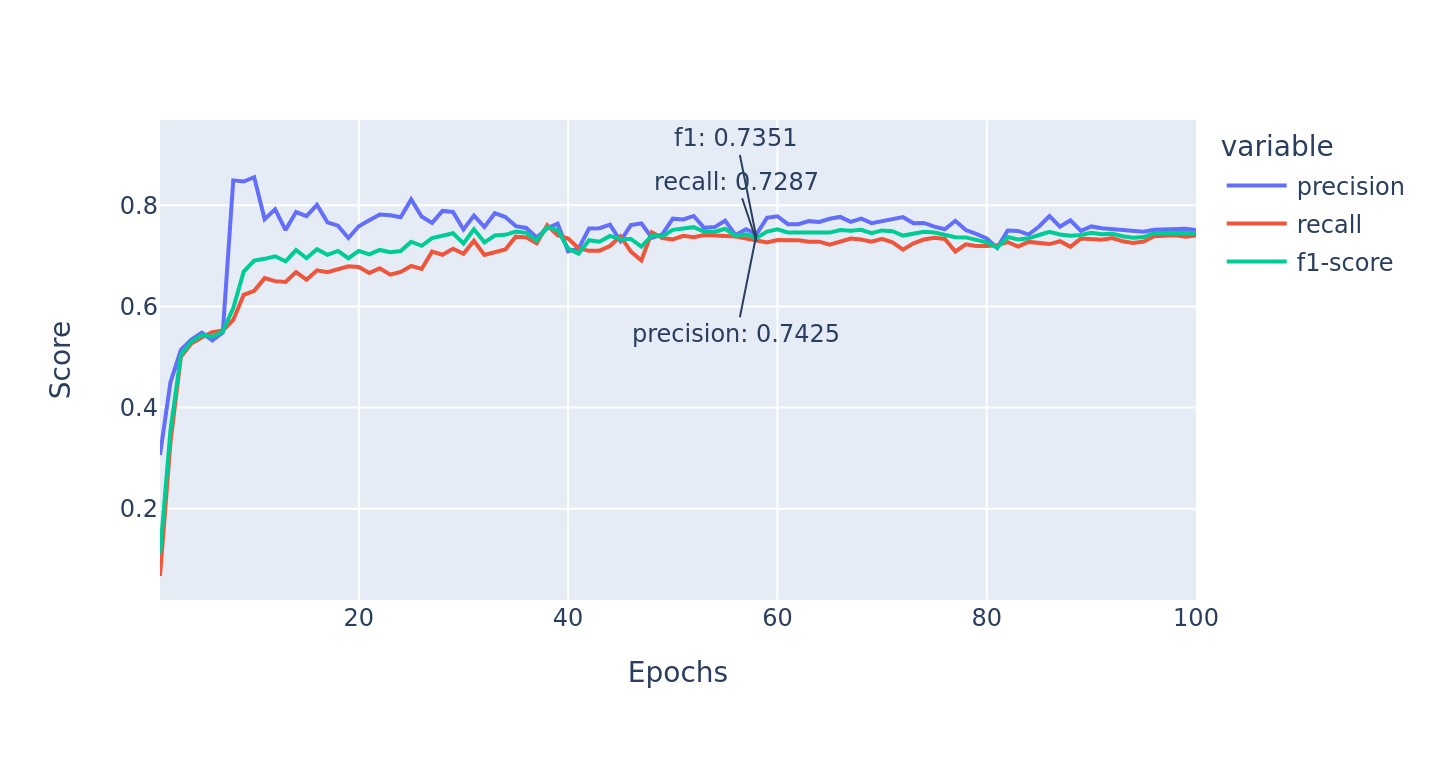 f1: 0.7351
recall: 0.7287
precision: 0.7425
variable
precision
recall
f1-score
0.8
0.6
0.4
0.2
Score
20
40
60
80
100
Epochs